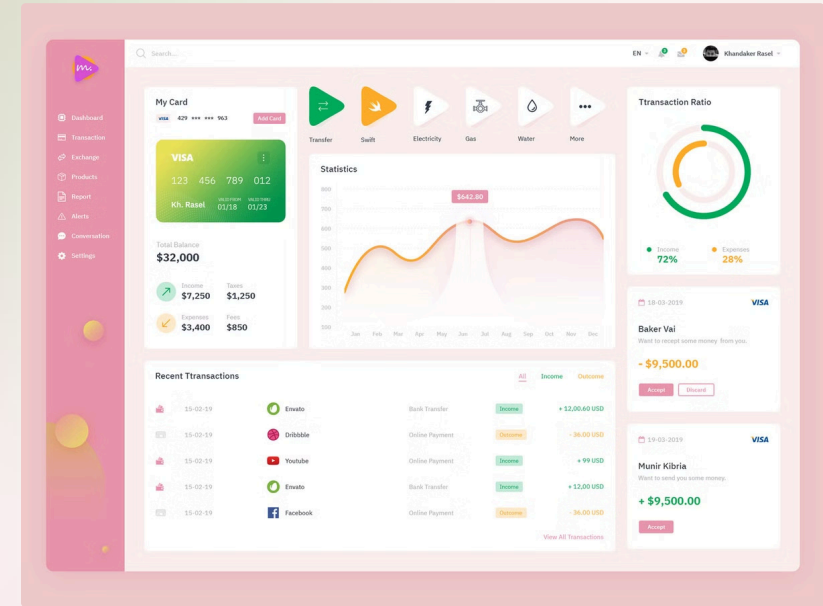 Mi
Search...
EN
Khandaker Rasel
Dashboard
Transaction
Exchange
Products
Report
Alerts
Conversation
Settings
My Card
VISA 429 *** *** 963 Add Card
VISA
123 456 789 012
VALID FROM VALID THRU
Kh. Rasel 01/18 01/23
Total Balance
$32,000
Income Taxes
$7,250 $1,250
Expenses Fees
$3,400 $850
Transfer Swift Electricity Gas Water More
Statistics
$642.80
800
700
600
500
400
300
200
100
Jan Feb Mar Apr May Jun Jul Aug Sep Oct Nov Dec
Ttransaction Ratio
Income Expenses
72% 28%
18-03-2019 VISA
Baker Vai
Want to recept some money from you.
- $9,500.00
Accept Discard
19-03-2019 VISA
Munir Kibria
Want to send you some money.
+ $9,500.00
Accept
Recent Ttransactions All Income Outcome
15-02-19 Envato Bank Transfer Income + 12,00.60 USD
15-02-19 Dribbble Online Payment Outcome - 36.00 USD
15-02-19 Youtube Online Payment Income + 99 USD
15-02-19 Envato Bank Transfer Income + 12,00 USD
15-02-19 Facebook Online Payment Outcome - 36.00 USD
View All Transactions